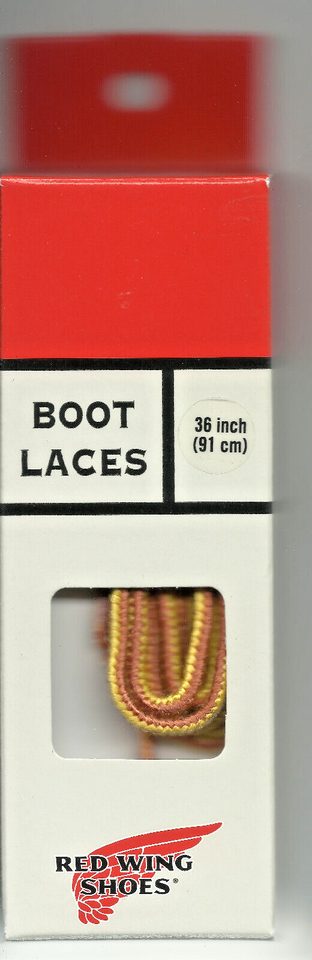 BOOT
LACES
36 inch
(91 cm)
RED WING
SHOES®